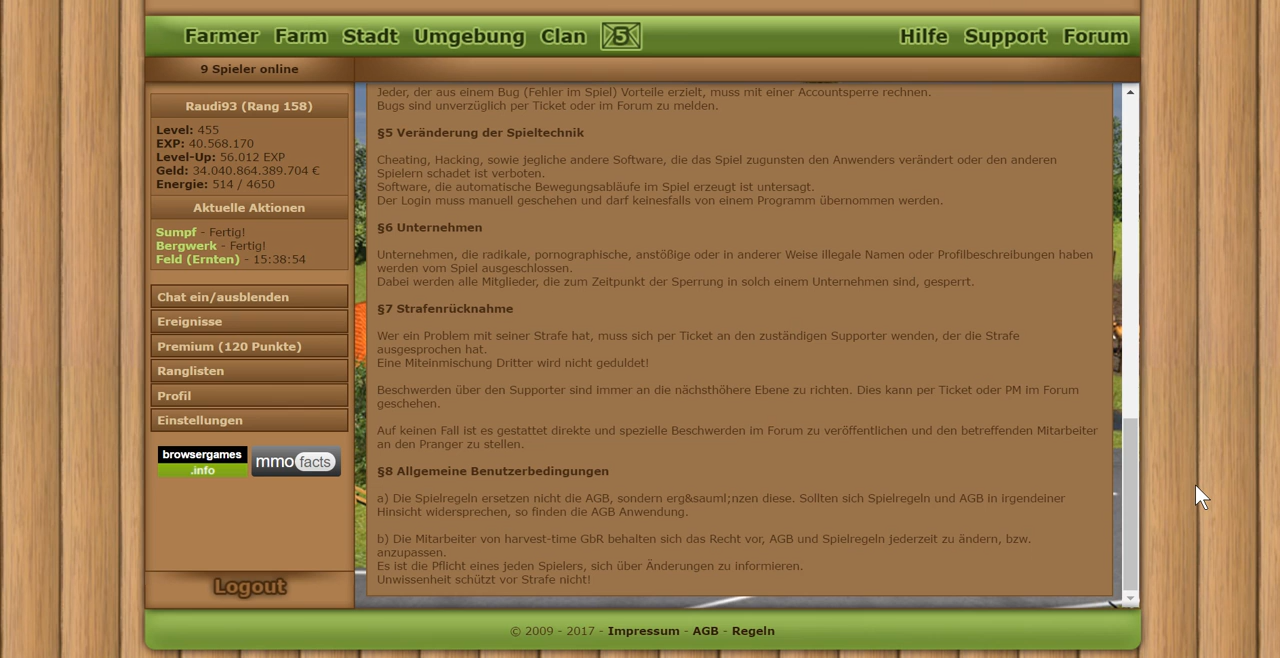 Farmer Farm Stadt Umgebung Clan 5 Hilfe Support Forum
9 Spieler online
Raudi93 (Rang 158)
Level: 455
EXP: 40.568.170
Level-Up: 56.012 EXP
Geld: 34.040.864.389.704 €
Energie: 514 / 4650
Aktuelle Aktionen
Sumpf - Fertig!
Bergwerk - Fertig!
Feld (Ernten) - 15:38:54
Chat ein/ausblenden
Ereignisse
Premium (120 Punkte)
Ranglisten
Profil
Einstellungen
browsergames
.info
mmofacts
Logout
Jeder, der aus einem Bug (Fehler im Spiel) Vorteile erzielt, muss mit einer Accountsperre rechnen.
Bugs sind unverzüglich per Ticket oder im Forum zu melden.
§5 Veränderung der Spieltechnik
Cheating, Hacking, sowie jegliche andere Software, die das Spiel zugunsten den Anwenders verändert oder den anderen
Spielern schadet ist verboten.
Software, die automatische Bewegungsabläufe im Spiel erzeugt ist untersagt.
Der Login muss manuell geschehen und darf keinesfalls von einem Programm übernommen werden.
§6 Unternehmen
Unternehmen, die radikale, pornographische, anstößige oder in anderer Weise illegale Namen oder Profilbeschreibungen haben
werden vom Spiel ausgeschlossen.
Dabei werden alle Mitglieder, die zum Zeitpunkt der Sperrung in solch einem Unternehmen sind, gesperrt.
§7 Strafenrücknahme
Wer ein Problem mit seiner Strafe hat, muss sich per Ticket an den zuständigen Supporter wenden, der die Strafe
ausgesprochen hat.
Eine Miteinmischung Dritter wird nicht geduldet!
Beschwerden über den Supporter sind immer an die nächsthöhere Ebene zu richten. Dies kann per Ticket oder PM im Forum
geschehen.
Auf keinen Fall ist es gestattet direkte und spezielle Beschwerden im Forum zu veröffentlichen und den betreffenden Mitarbeiter
an den Pranger zu stellen.
§8 Allgemeine Benutzerbedingungen
a) Die Spielregeln ersetzen nicht die AGB, sondern erg&sauml;nzen diese. Sollten sich Spielregeln und AGB in irgendeiner
Hinsicht widersprechen, so finden die AGB Anwendung.
b) Die Mitarbeiter von harvest-time GbR behalten sich das Recht vor, AGB und Spielregeln jederzeit zu ändern, bzw.
anzupassen.
Es ist die Pflicht eines jeden Spielers, sich über Änderungen zu informieren.
Unwissenheit schützt vor Strafe nicht!
© 2009 - 2017 - Impressum - AGB - Regeln